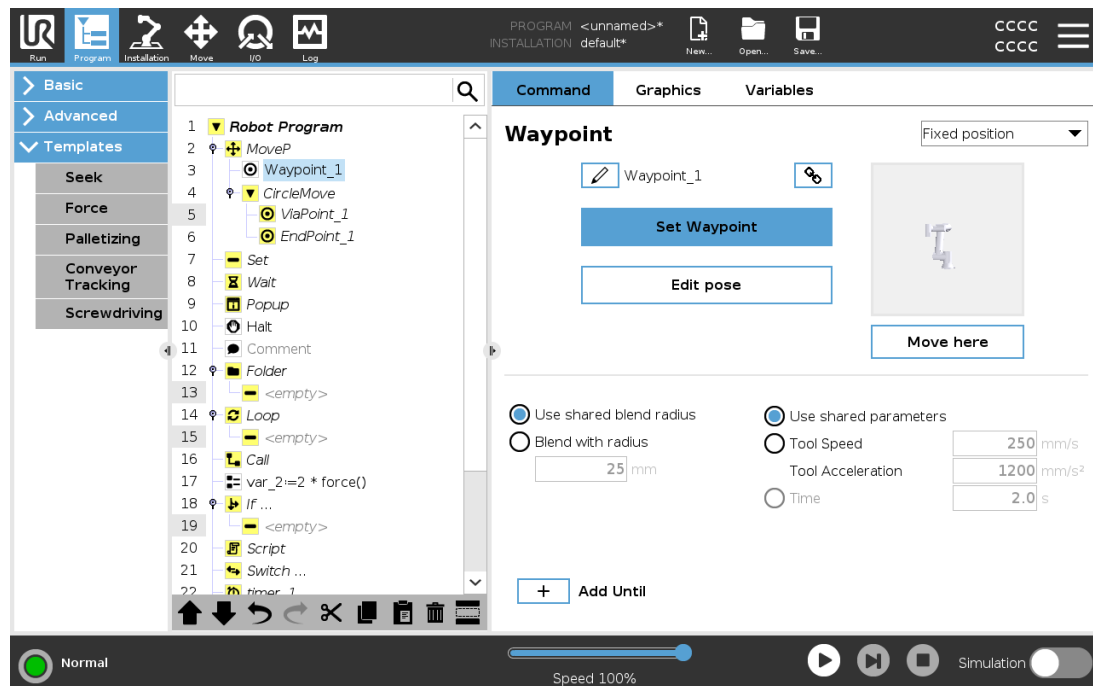 PROGRAM <unnamed>*
INSTALLATION default*
CCCC
CCCC
Run Program Installation Move I/O Log New... Open... Save...
Basic
Advanced
Templates
Seek
Force
Palletizing
Conveyor
Tracking
Screwdriving
1 Robot Program
2 MoveP
3 Waypoint_1
4 CircleMove
5 ViaPoint_1
6 EndPoint_1
7 Set
8 Wait
9 Popup
10 Halt
11 Comment
12 Folder
13 <empty>
14 Loop
15 <empty>
16 Call
17 var_2:=2 * force()
18 If ...
19 <empty>
20 Script
21 Switch ...
22 timer_1
Command Graphics Variables
Waypoint
Fixed position
Waypoint_1
Set Waypoint
Edit pose
Move here
Use shared blend radius
Blend with radius
25 mm
Use shared parameters
Tool Speed 250 mm/s
Tool Acceleration 1200 mm/s²
Time 2.0 s
+ Add Until
Normal
Speed 100%
Simulation